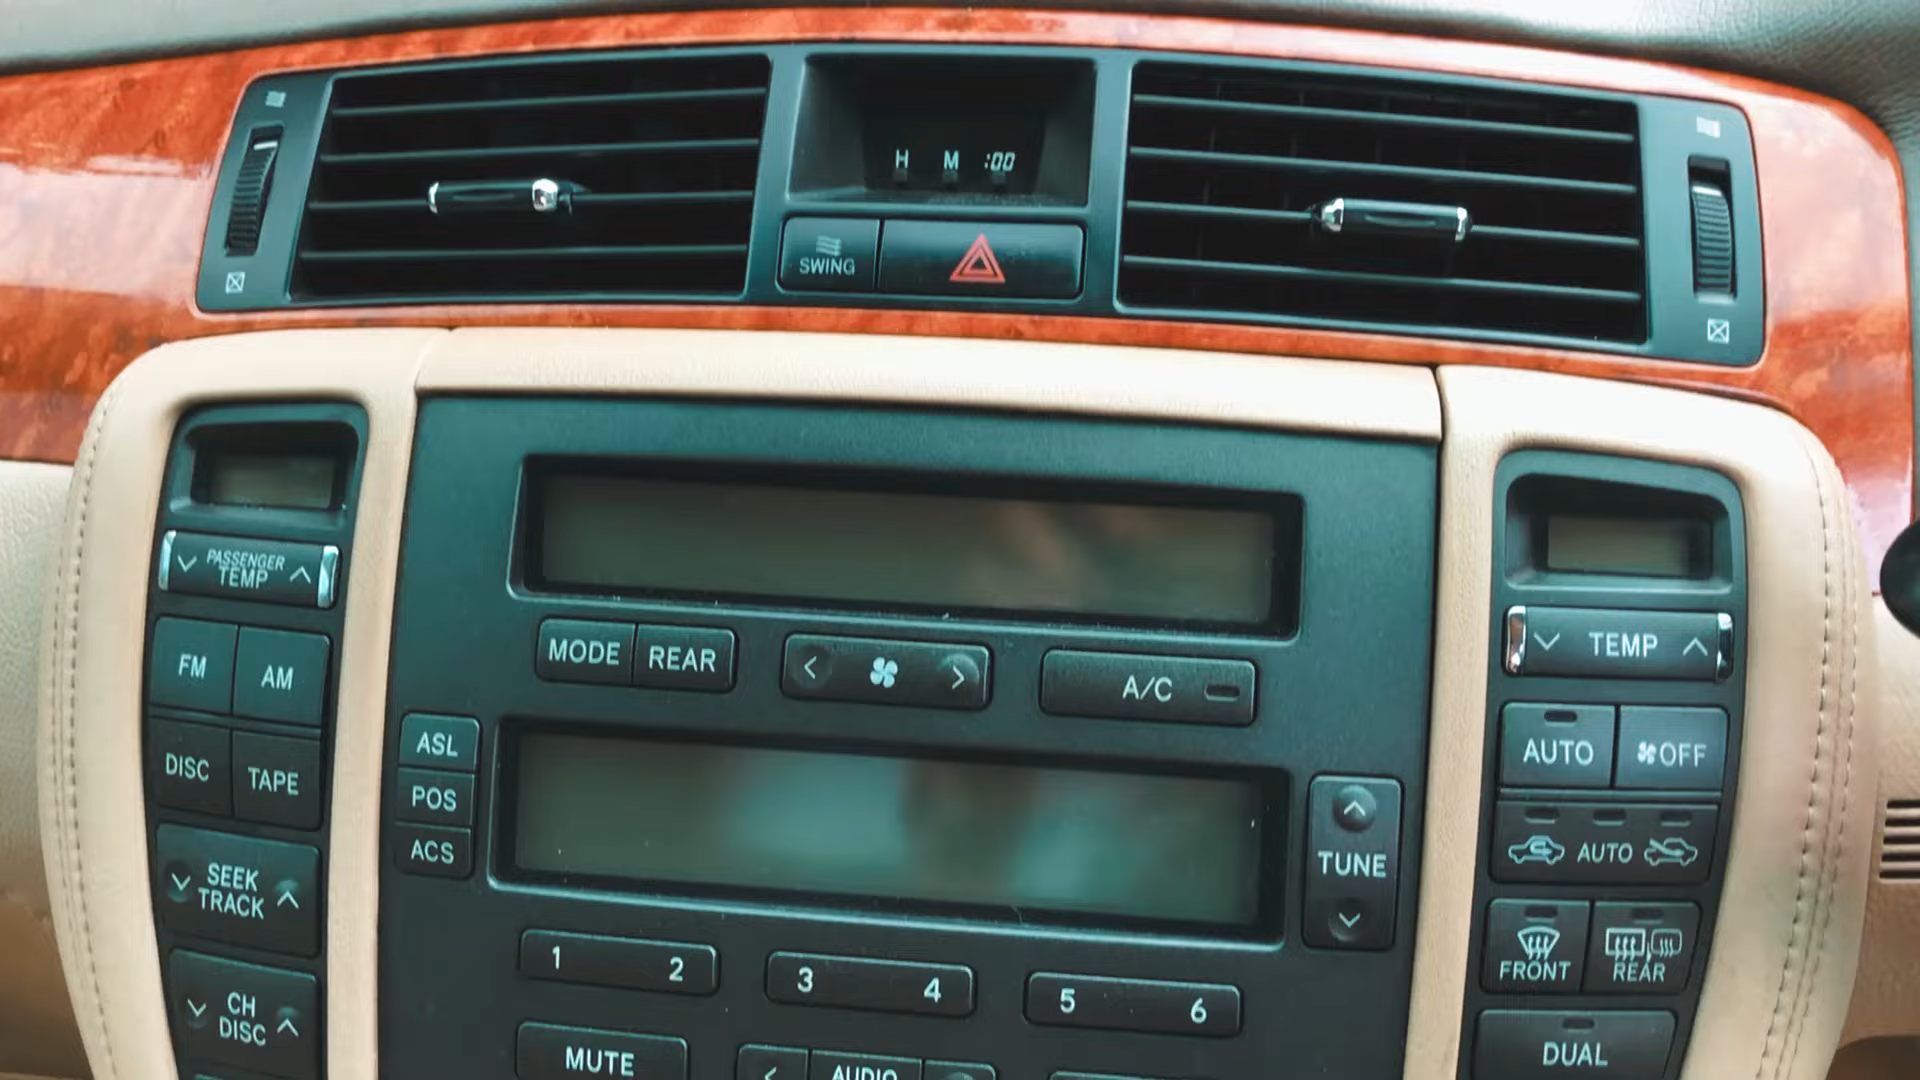 H M :00
SWING
PASSENGER
TEMP
FM AM
DISC TAPE
SEEK
TRACK
CH
DISC
MODE REAR
A/C
ASL
POS
ACS
TUNE
1 2 3 4 5 6
MUTE
AUDIO
TEMP
AUTO OFF
AUTO
FRONT REAR
DUAL